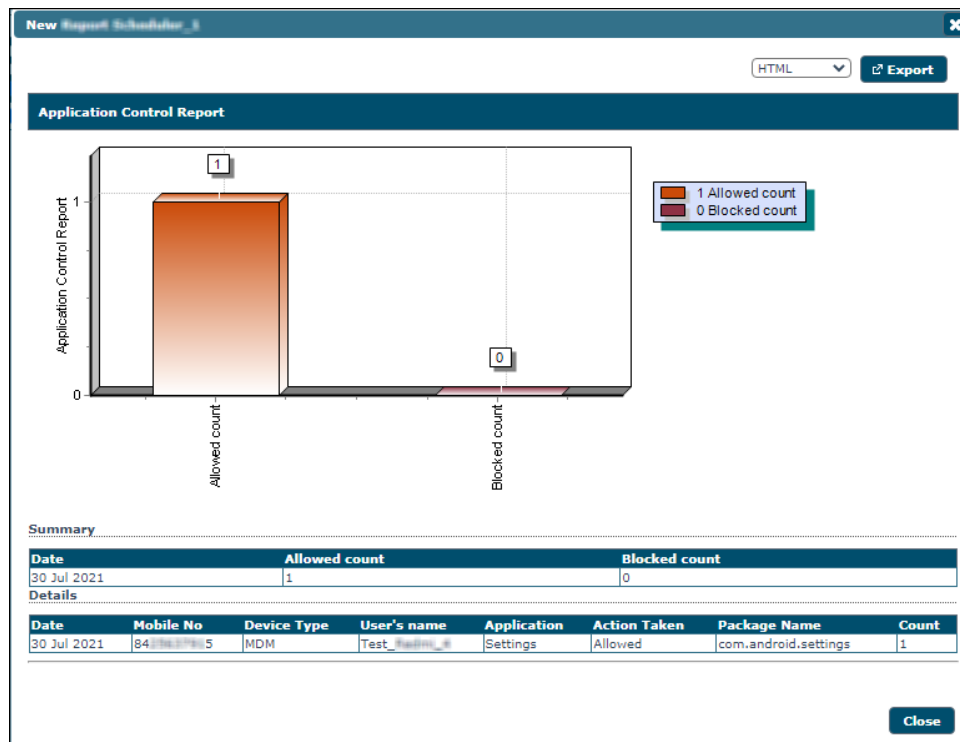 New
HTML
Export
Application Control Report
1
1 Allowed count
0 Blocked count
1
Application Control Report
0
0
Allowed count
Blocked count
Summary
Date Allowed count Blocked count
30 Jul 2021 1 0
Details
Date Mobile No Device Type User's name Application Action Taken Package Name Count
30 Jul 2021 84 5 MDM Test_ Settings Allowed com.android.settings 1
Close